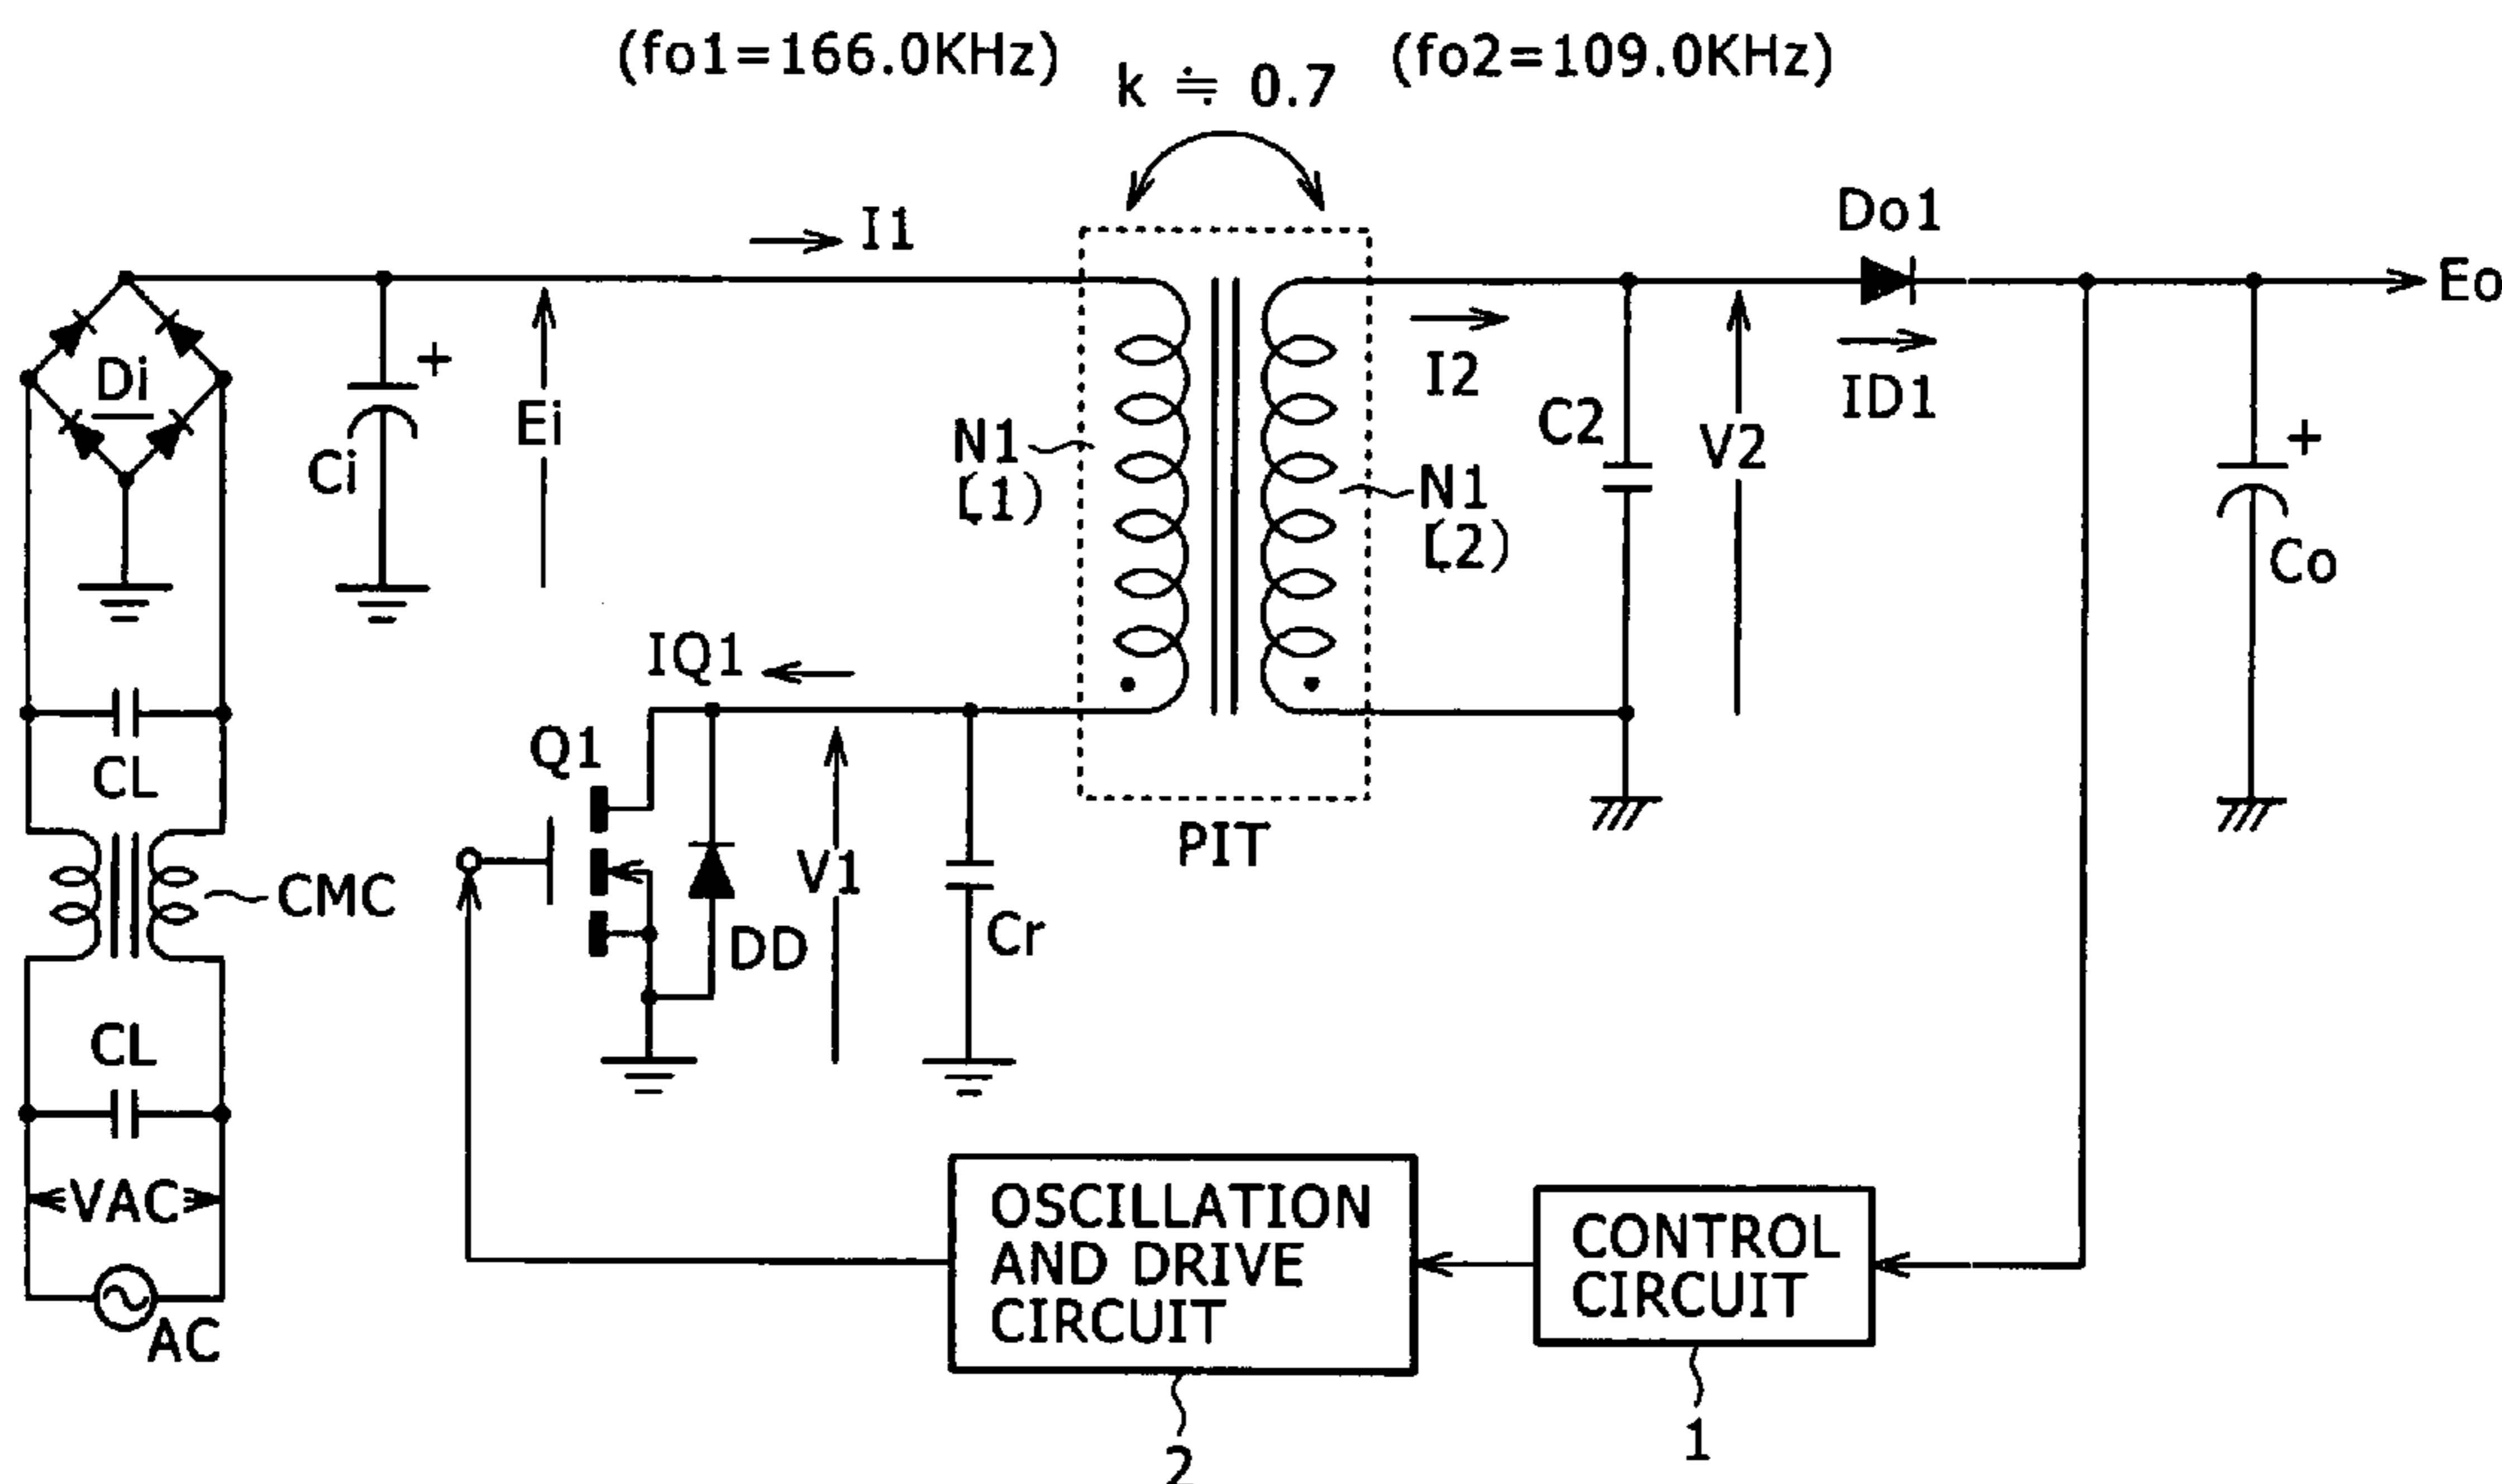 (fo1=166.0KHz)
k ≒ 0.7
(fo2=109.0KHz)
I1
Do1
Eo
Di
+
Ci
Ei
N1
(1)
I2
N1
(2)
C2
V2
ID1
+
Co
IQ1
Q1
DD
V1
Cr
PIT
CL
CMC
CL
VAC
AC
OSCILLATION
AND DRIVE
CIRCUIT
CONTROL
CIRCUIT
2
1